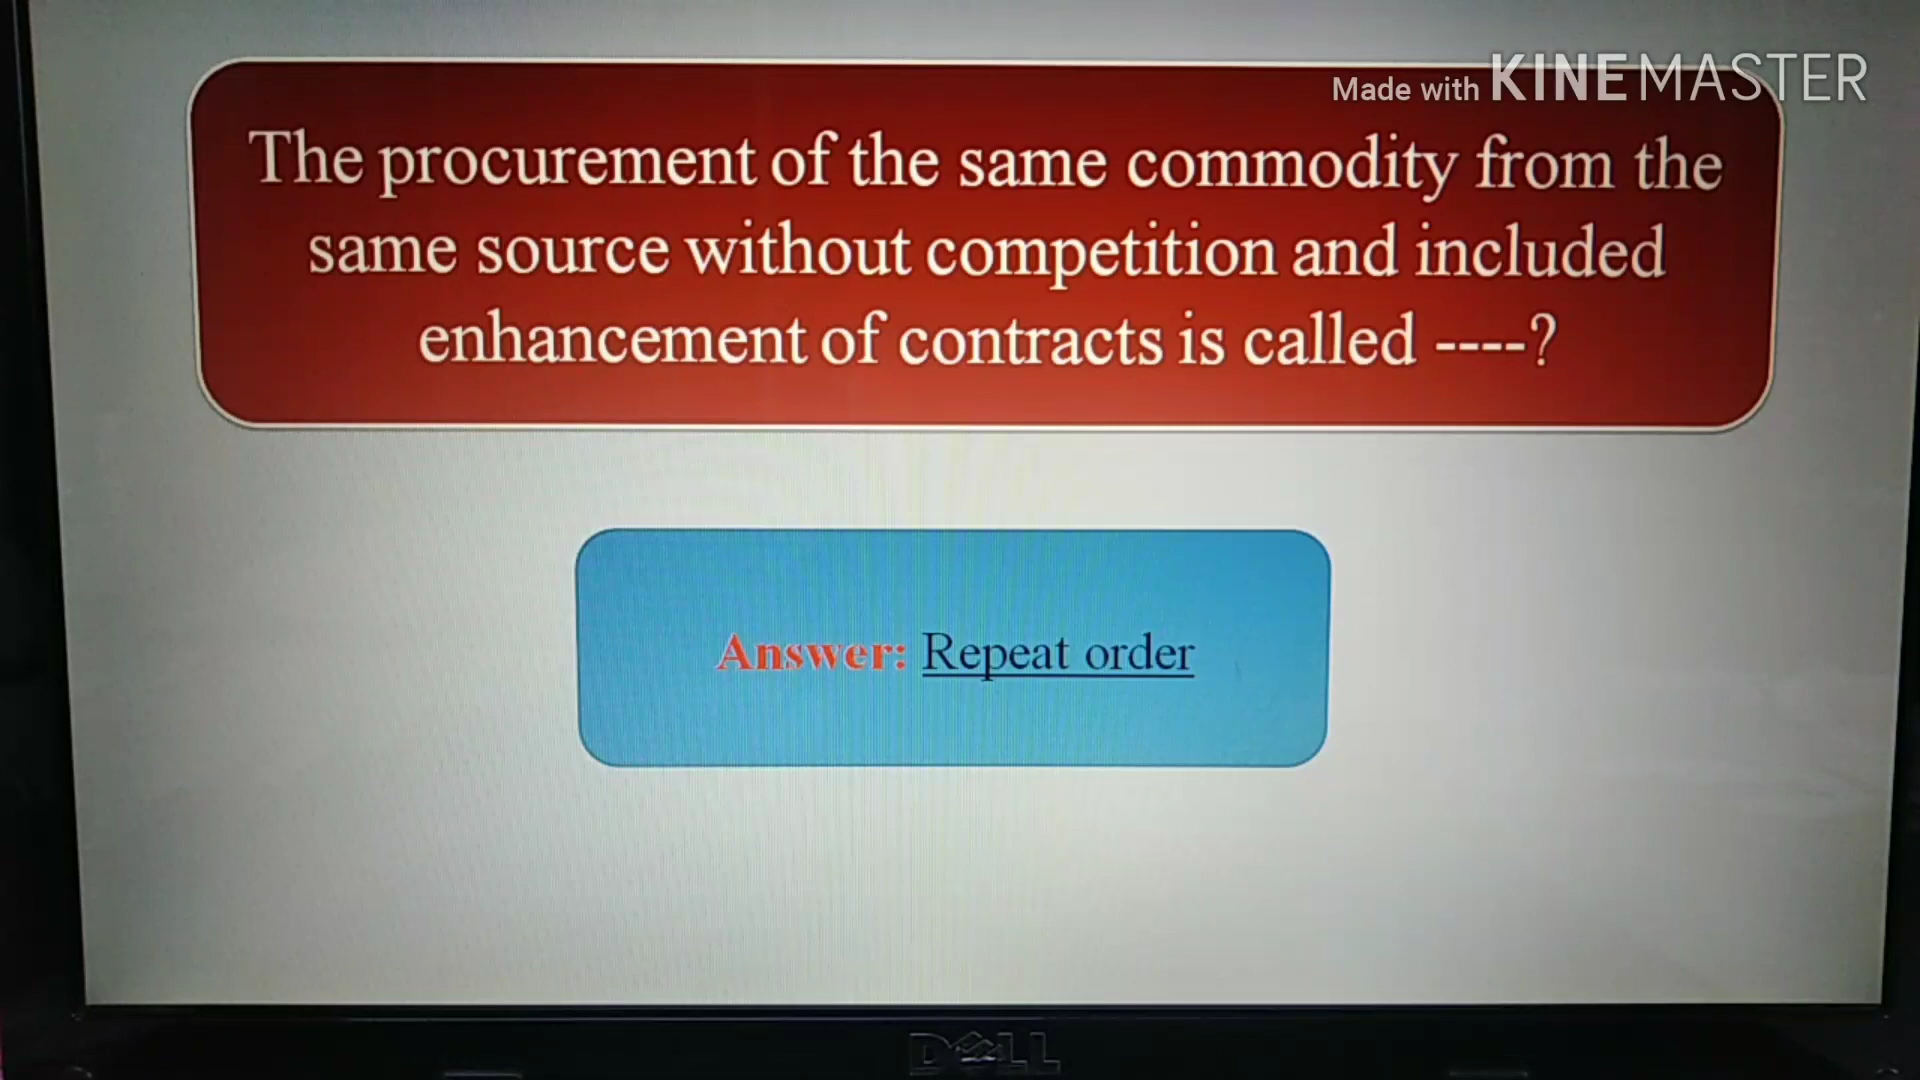 Made with KINEMASTER
The procurement of the same commodity from the
same source without competition and included
enhancement of contracts is called ----?
Answer: Repeat order
DELL